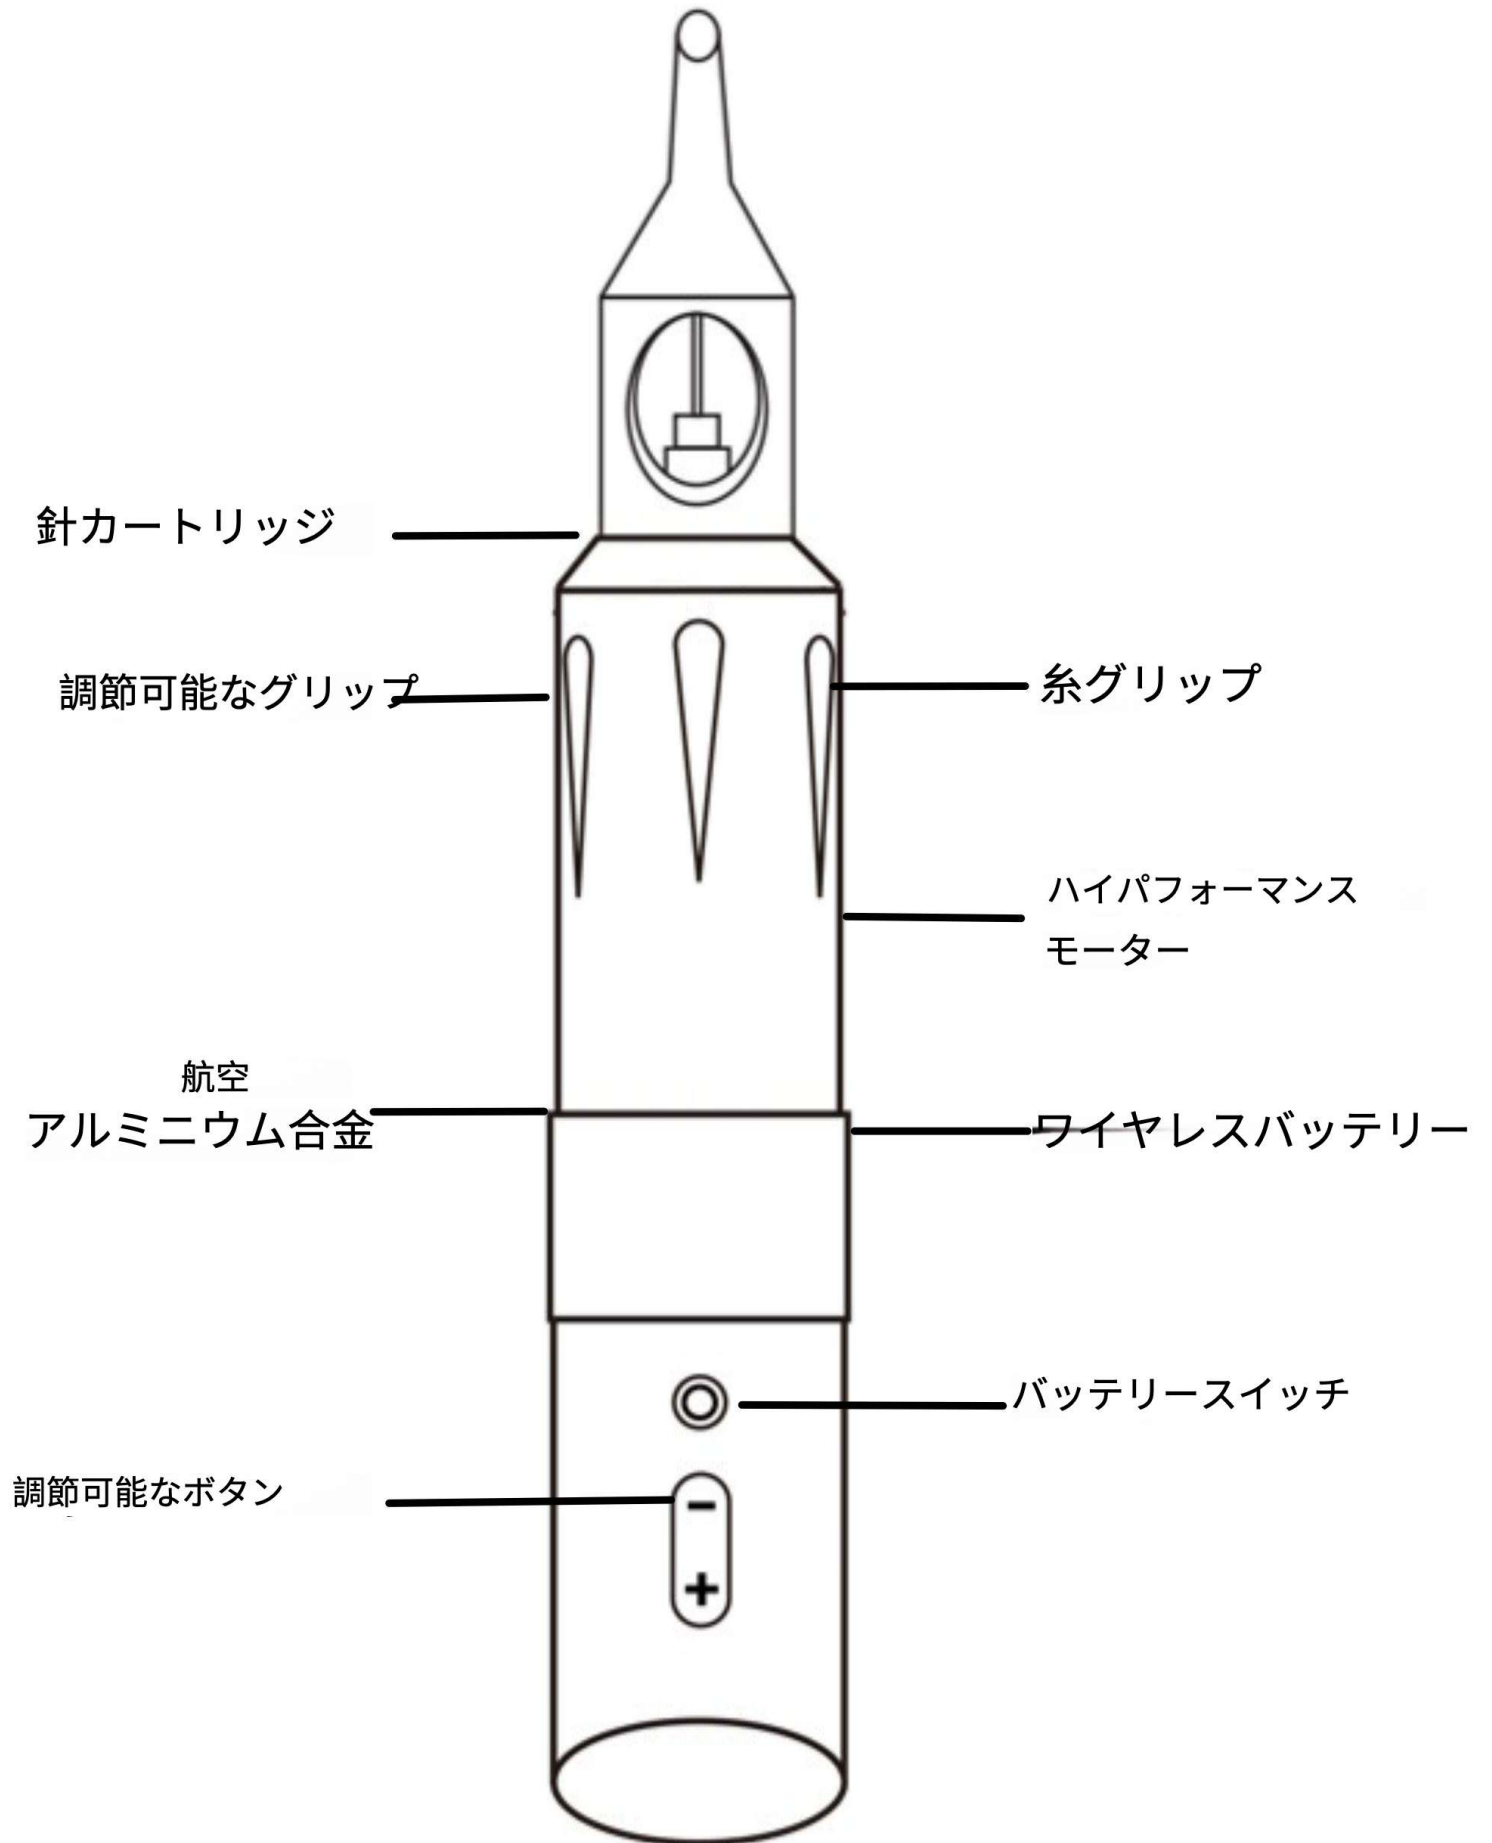 針カートリッジ
調節可能なグリップ
糸グリップ
ハイパフォーマンス
モーター
航空
アルミニウム合金
ワイヤレスバッテリー
バッテリースイッチ
調節可能なボタン
-
+